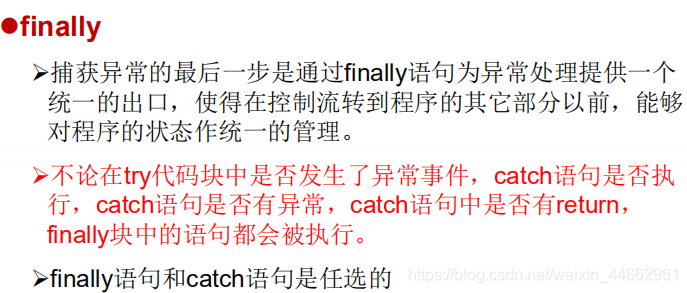 ●finally
➢捕获异常的最后一步是通过finally语句为异常处理提供一个
统一的出口，使得在控制流转到程序的其它部分以前，能够
对程序的状态作统一的管理。
➢不论在try代码块中是否发生了异常事件，catch语句是否执
行，catch语句是否有异常，catch语句中是否有return，
finally块中的语句都会被执行。
➢finally语句和catch语句是任选的
https://blog.csdn.net/weixin_44662961